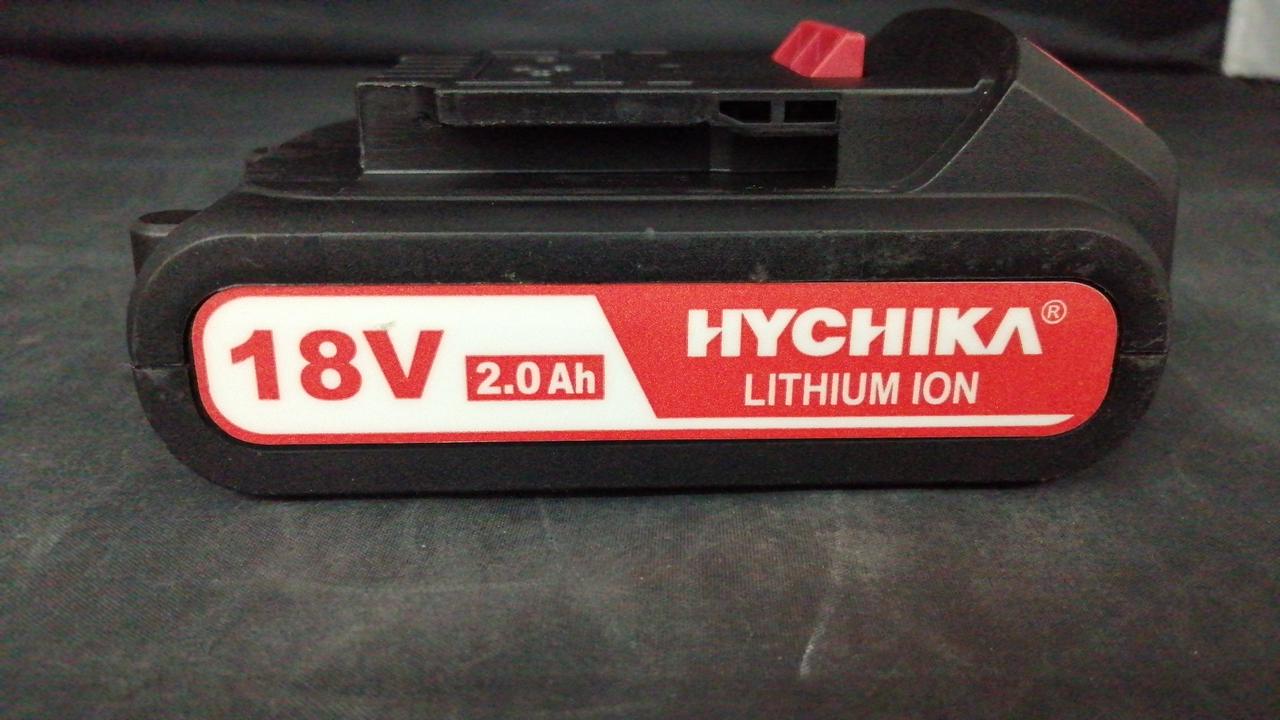 18V 2.0 Ah
HYCHIKA®
LITHIUM ION